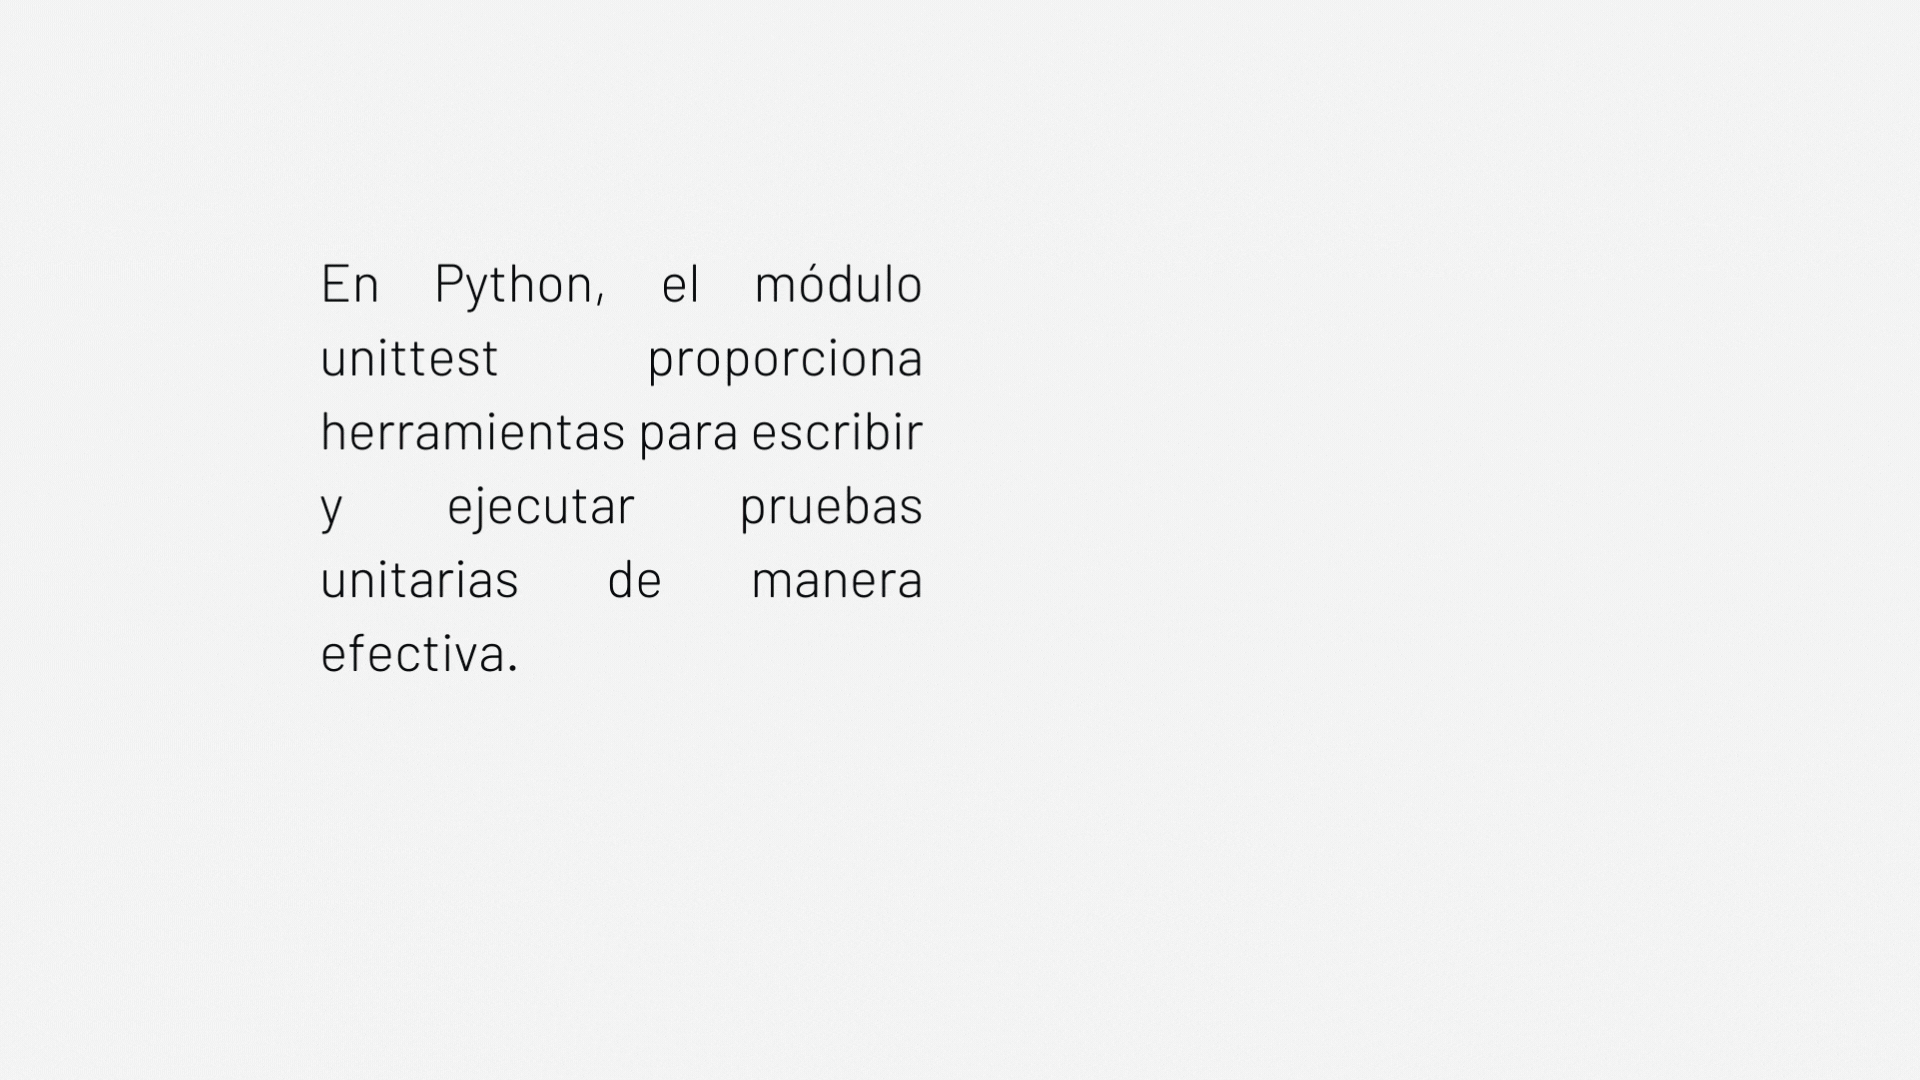 En Python, el módulo
unittest proporciona
herramientas para escribir
y ejecutar pruebas
unitarias de manera
efectiva.